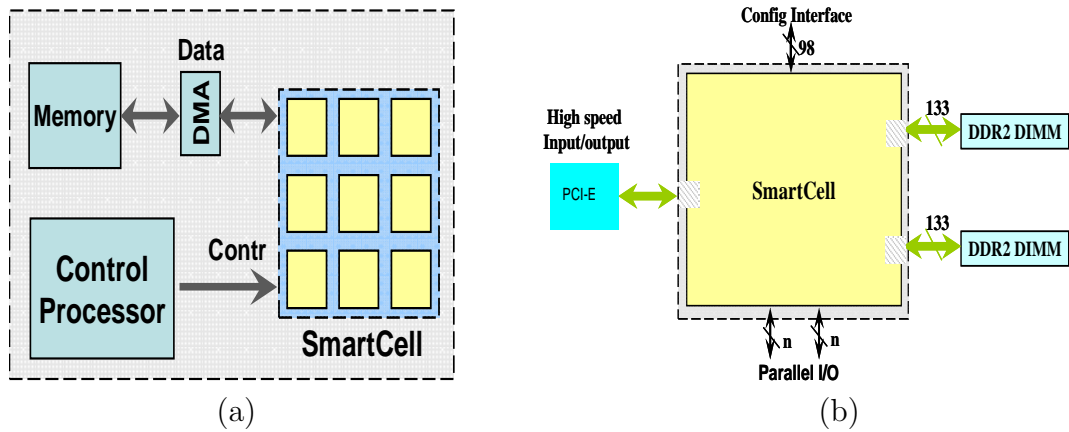 Data
Memory
DMA
Control
Processor
Contr
SmartCell
(a)
Config Interface
98
High speed
Input/output
PCI-E
SmartCell
133
DDR2 DIMM
133
DDR2 DIMM
n
n
Parallel I/O
(b)